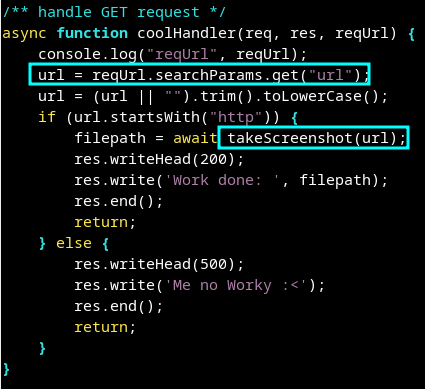 /** handle GET request */
async function coolHandler(req, res, reqUrl) {
    console.log("reqUrl", reqUrl);
    url = reqUrl.searchParams.get("url");
    url = (url || "").trim().toLowerCase();
    if (url.startsWith("http")) {
        filepath = await takeScreenshot(url);
        res.writeHead(200);
        res.write('Work done: ', filepath);
        res.end();
        return;
    } else {
        res.writeHead(500);
        res.write('Me no Worky :<');
        res.end();
        return;
    }
}